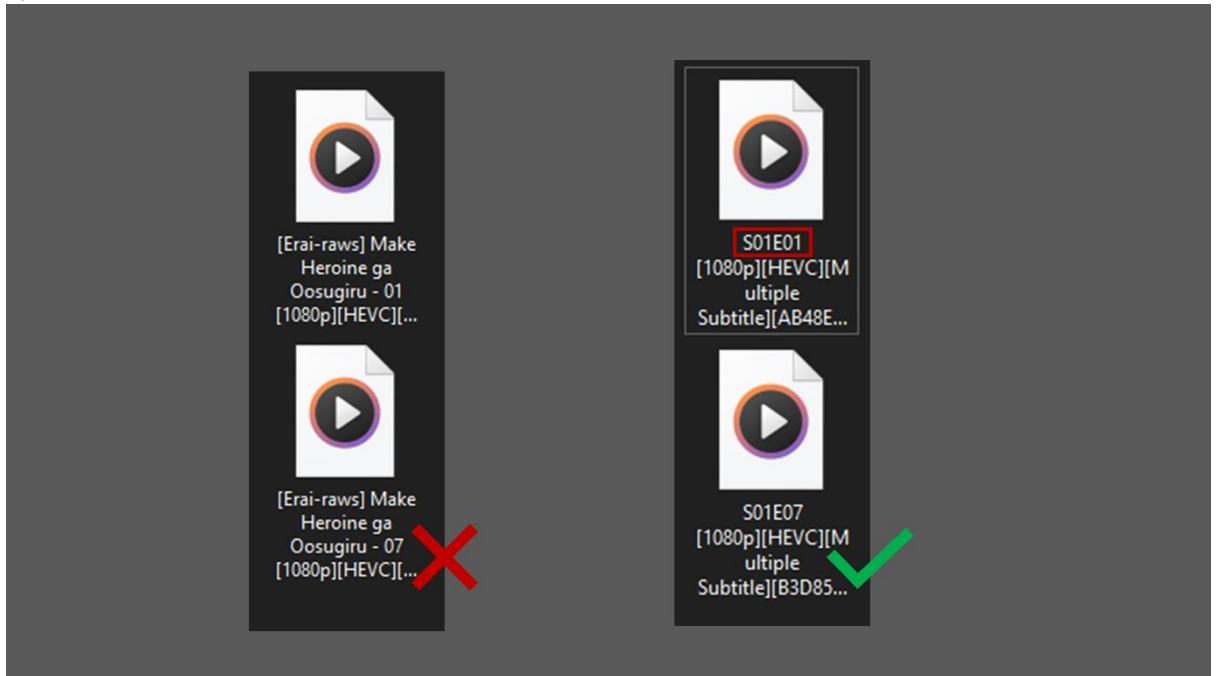 [Erai-raws] Make
Heroine ga
Oosugiru - 01
[1080p][HEVC][...
[Erai-raws] Make
Heroine ga
Oosugiru - 07
[1080p][HEVC][...
S01E01
[1080p][HEVC][M
ultiple
Subtitle][AB48E...
S01E07
[1080p][HEVC][M
ultiple
Subtitle][B3D85...